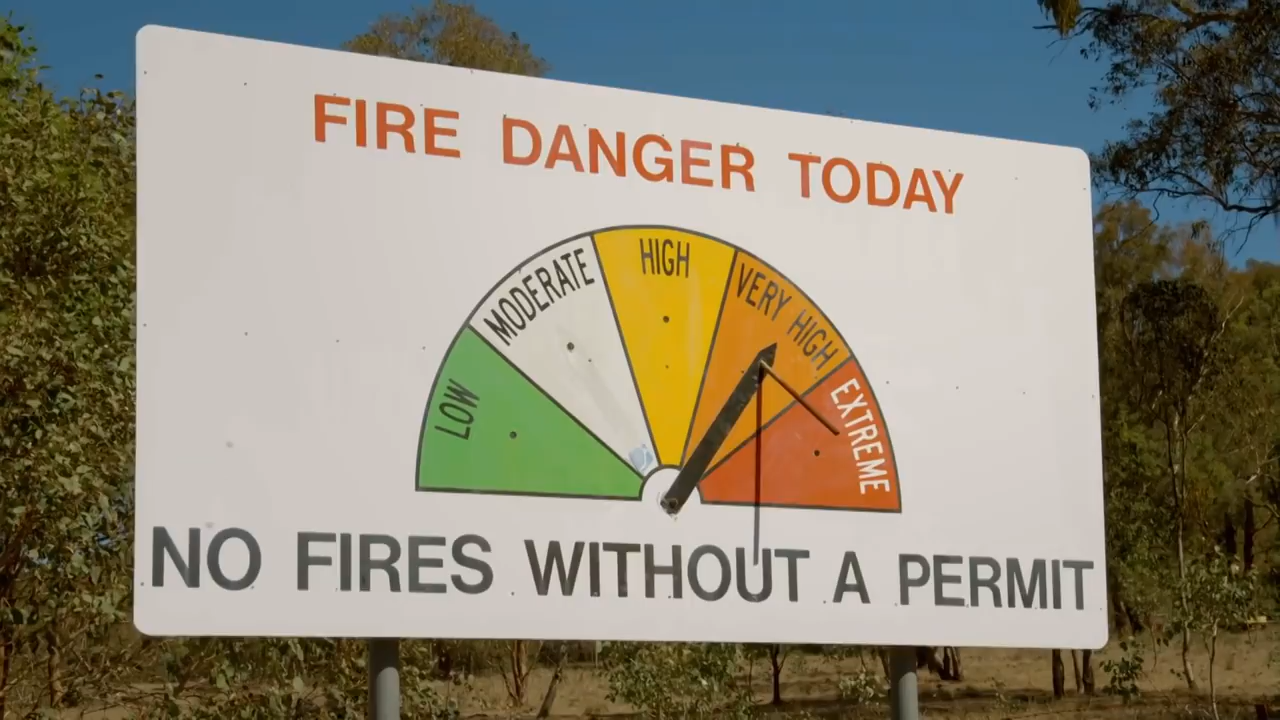 FIRE DANGER TODAY
LOW
MODERATE
HIGH
VERY HIGH
EXTREME
NO FIRES WITHOUT A PERMIT